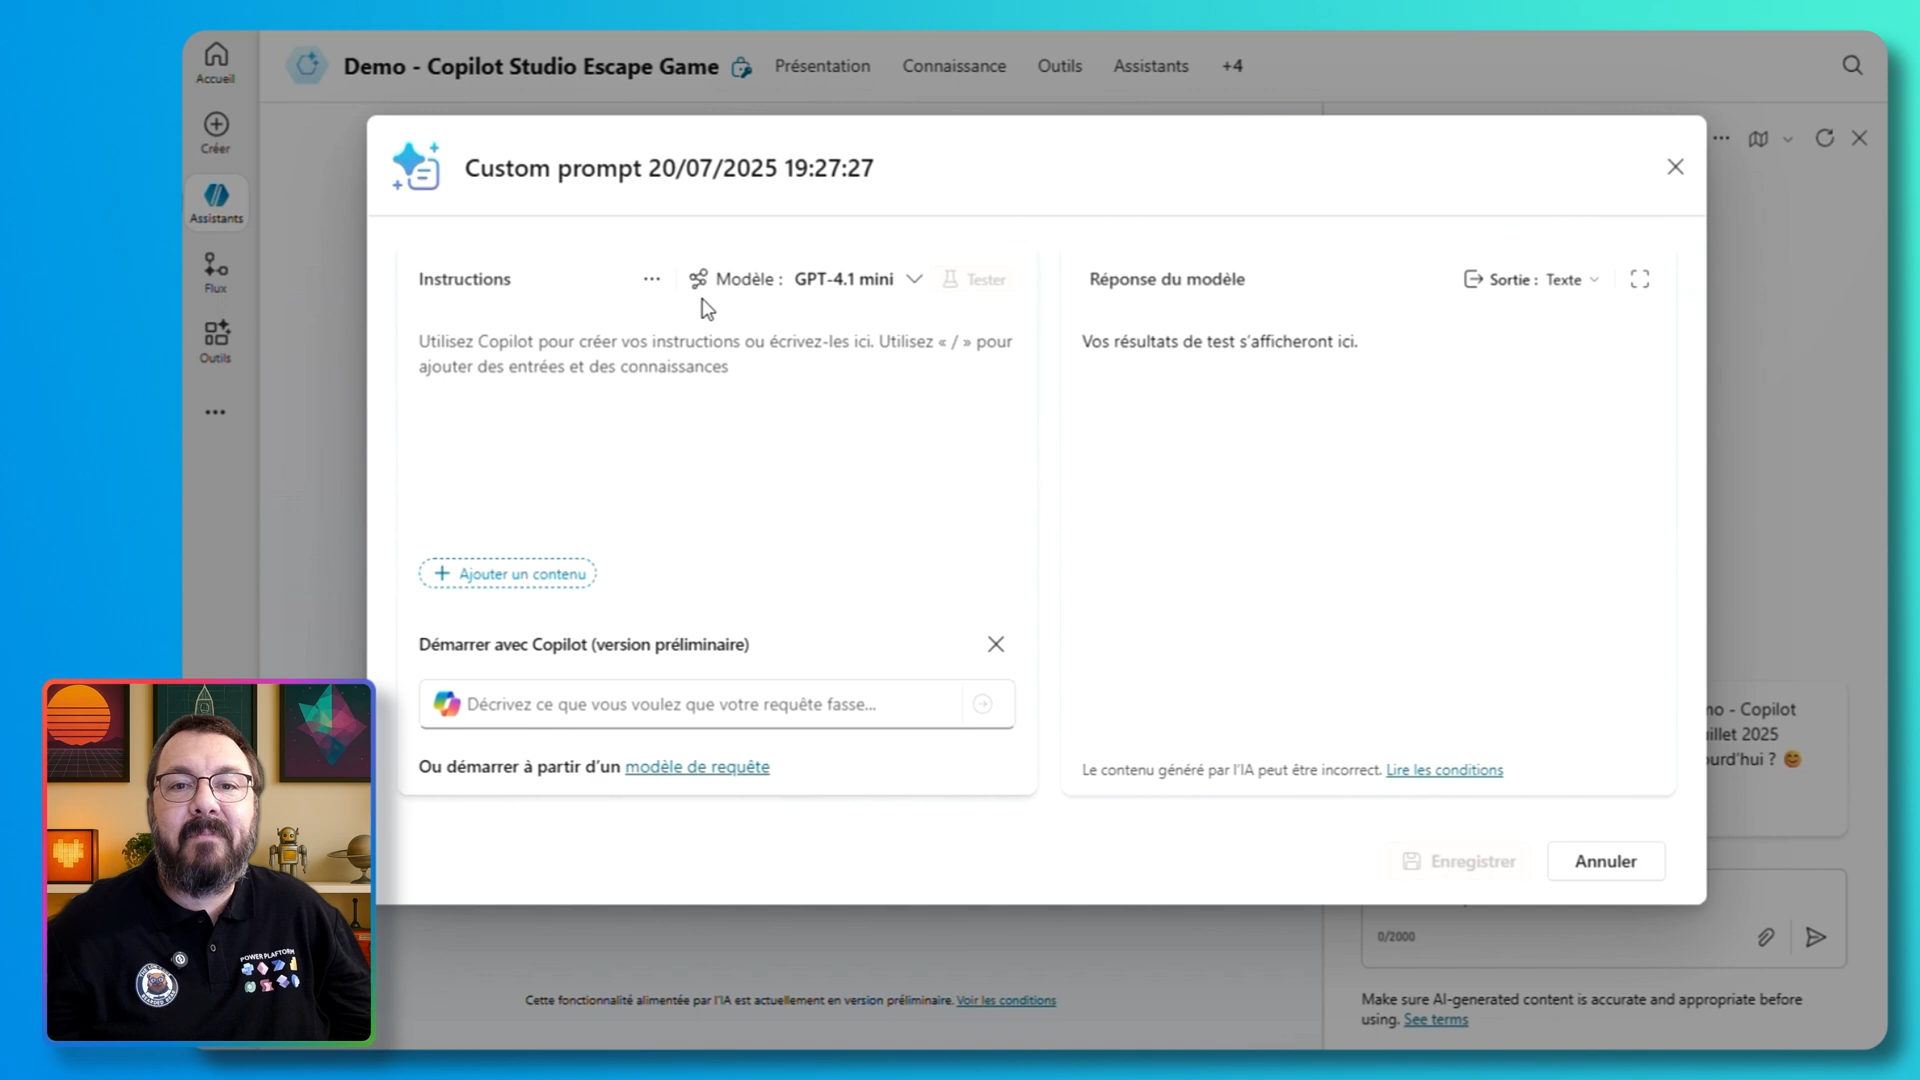 Accueil
Créer
Assistants
Flux
Outils
Demo - Copilot Studio Escape Game
Présentation
Connaissance
Outils
Assistants
+4
Custom prompt 20/07/2025 19:27:27
Instructions
Modèle : GPT-4.1 mini
Tester
Utilisez Copilot pour créer vos instructions ou écrivez-les ici. Utilisez « / » pour
ajouter des entrées et des connaissances
Ajouter un contenu
Démarrer avec Copilot (version préliminaire)
Décrivez ce que vous voulez que votre requête fasse...
Ou démarrer à partir d’un modèle de requête
Réponse du modèle
Sortie : Texte
Vos résultats de test s’afficheront ici.
Le contenu généré par l’IA peut être incorrect. Lire les conditions
Enregistrer
Annuler
no - Copilot
uillet 2025
urd'hui ?
0/2000
Make sure AI-generated content is accurate and appropriate before
using. See terms
Cette fonctionnalité alimentée par l’IA est actuellement en version préliminaire. Voir les conditions
POWER PLATFORM